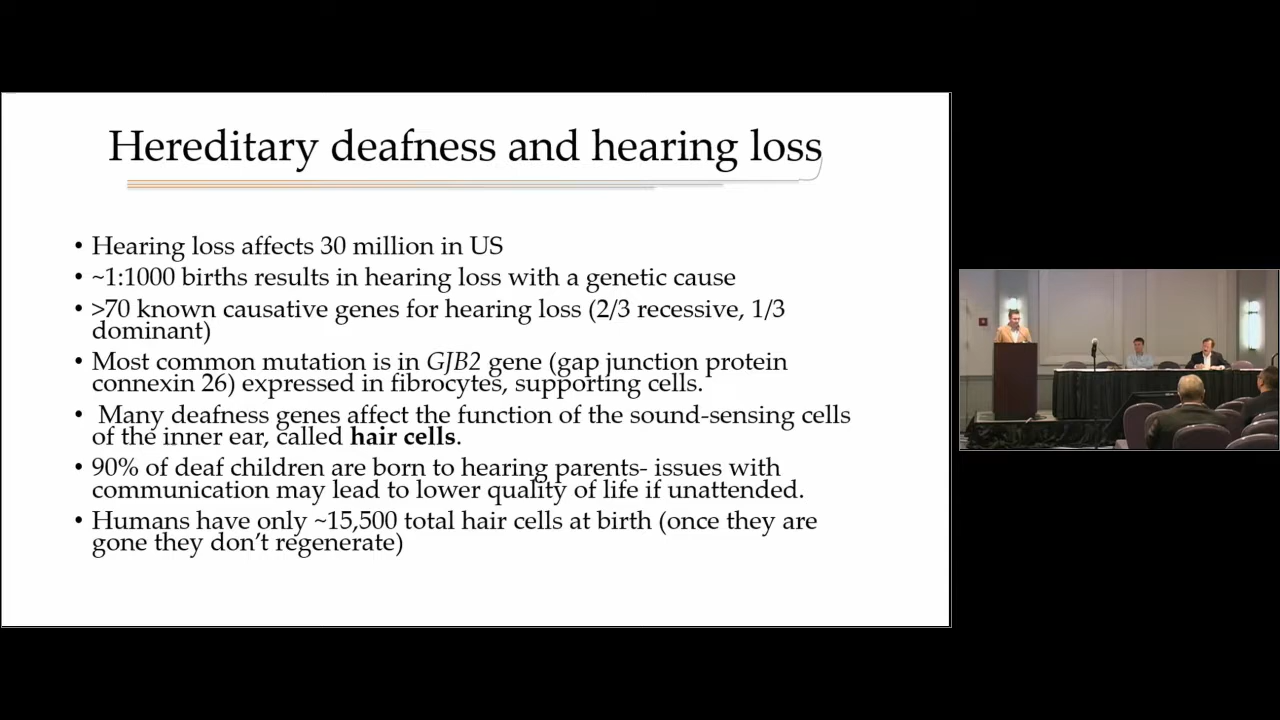 Hereditary deafness and hearing loss
• Hearing loss affects 30 million in US
• ~1:1000 births results in hearing loss with a genetic cause
• >70 known causative genes for hearing loss (2/3 recessive, 1/3
dominant)
• Most common mutation is in GJB2 gene (gap junction protein
connexin 26) expressed in fibrocytes, supporting cells.
• Many deafness genes affect the function of the sound-sensing cells
of the inner ear, called hair cells.
• 90% of deaf children are born to hearing parents- issues with
communication may lead to lower quality of life if unattended.
• Humans have only ~15,500 total hair cells at birth (once they are
gone they don’t regenerate)